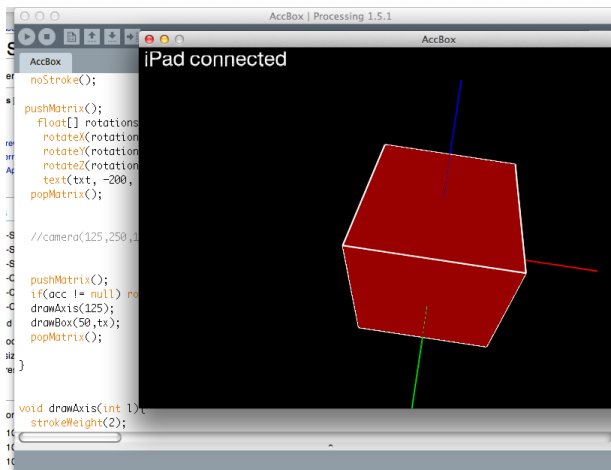 AccBox | Processing 1.5.1
AccBox
AccBox
iPad connected
noStroke();
pushMatrix();
float[] rotations
rotateX(rotation
rotateY(rotation
rotateZ(rotation
text(txt, -200,
popMatrix();
//camera(125,250,1
pushMatrix();
if(acc != null) ro
drawAxis(125);
drawBox(50,tx);
popMatrix();
}
void drawAxis(int l){
strokeWeight(2);